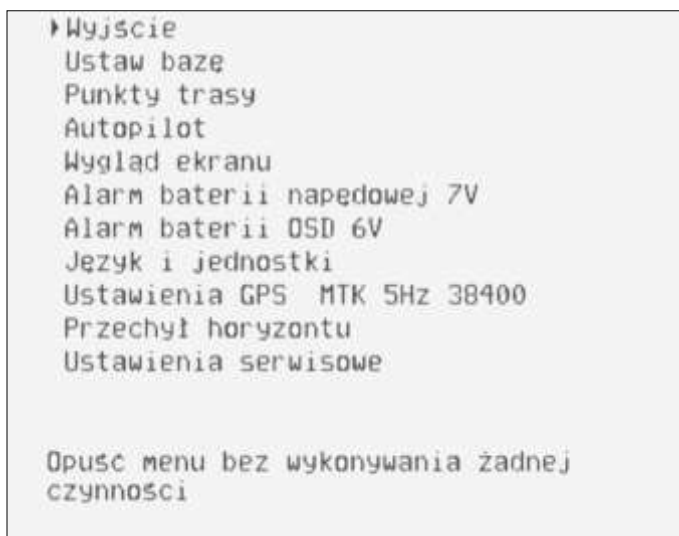 Wyjście
Ustaw bazę
Punkty trasy
Autopilot
Wygląd ekranu
Alarm baterii napędowej 7V
Alarm baterii OSD 6V
Język i jednostki
Ustawienia GPS  MTK 5Hz 38400
Przechył horyzontu
Ustawienia serwisowe
Opuść menu bez wykonywania żadnej
czynności